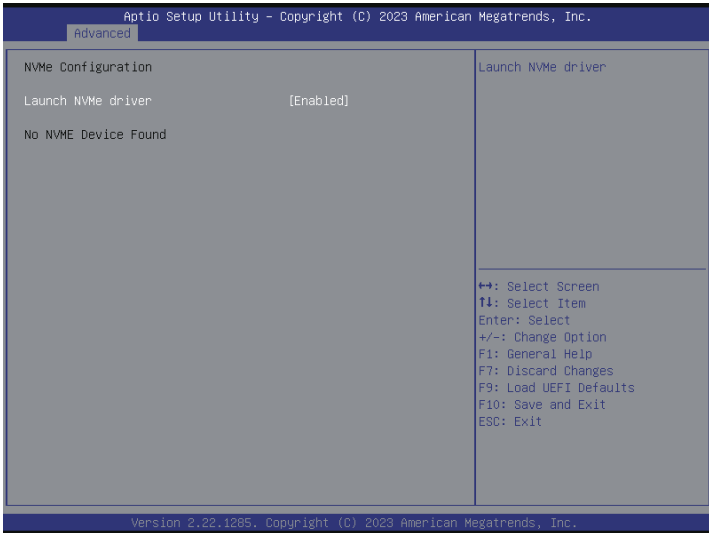 Aptio Setup Utility – Copyright (C) 2023 American Megatrends, Inc.
Advanced
NVMe Configuration
Launch NVMe driver [Enabled]
No NVME Device Found
Launch NVMe driver
↔: Select Screen
↑↓: Select Item
Enter: Select
+/-: Change Option
F1: General Help
F7: Discard Changes
F9: Load UEFI Defaults
F10: Save and Exit
ESC: Exit
Version 2.22.1285. Copyright (C) 2023 American Megatrends, Inc.